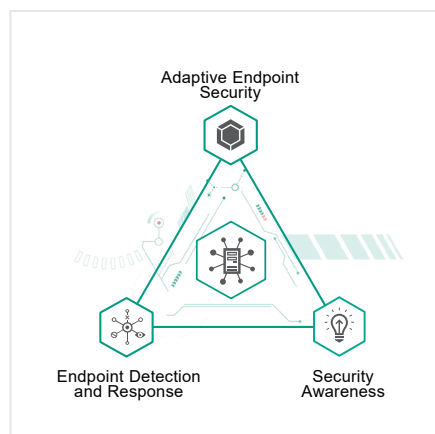 Adaptive Endpoint
Security
Endpoint Detection
and Response
Security
Awareness